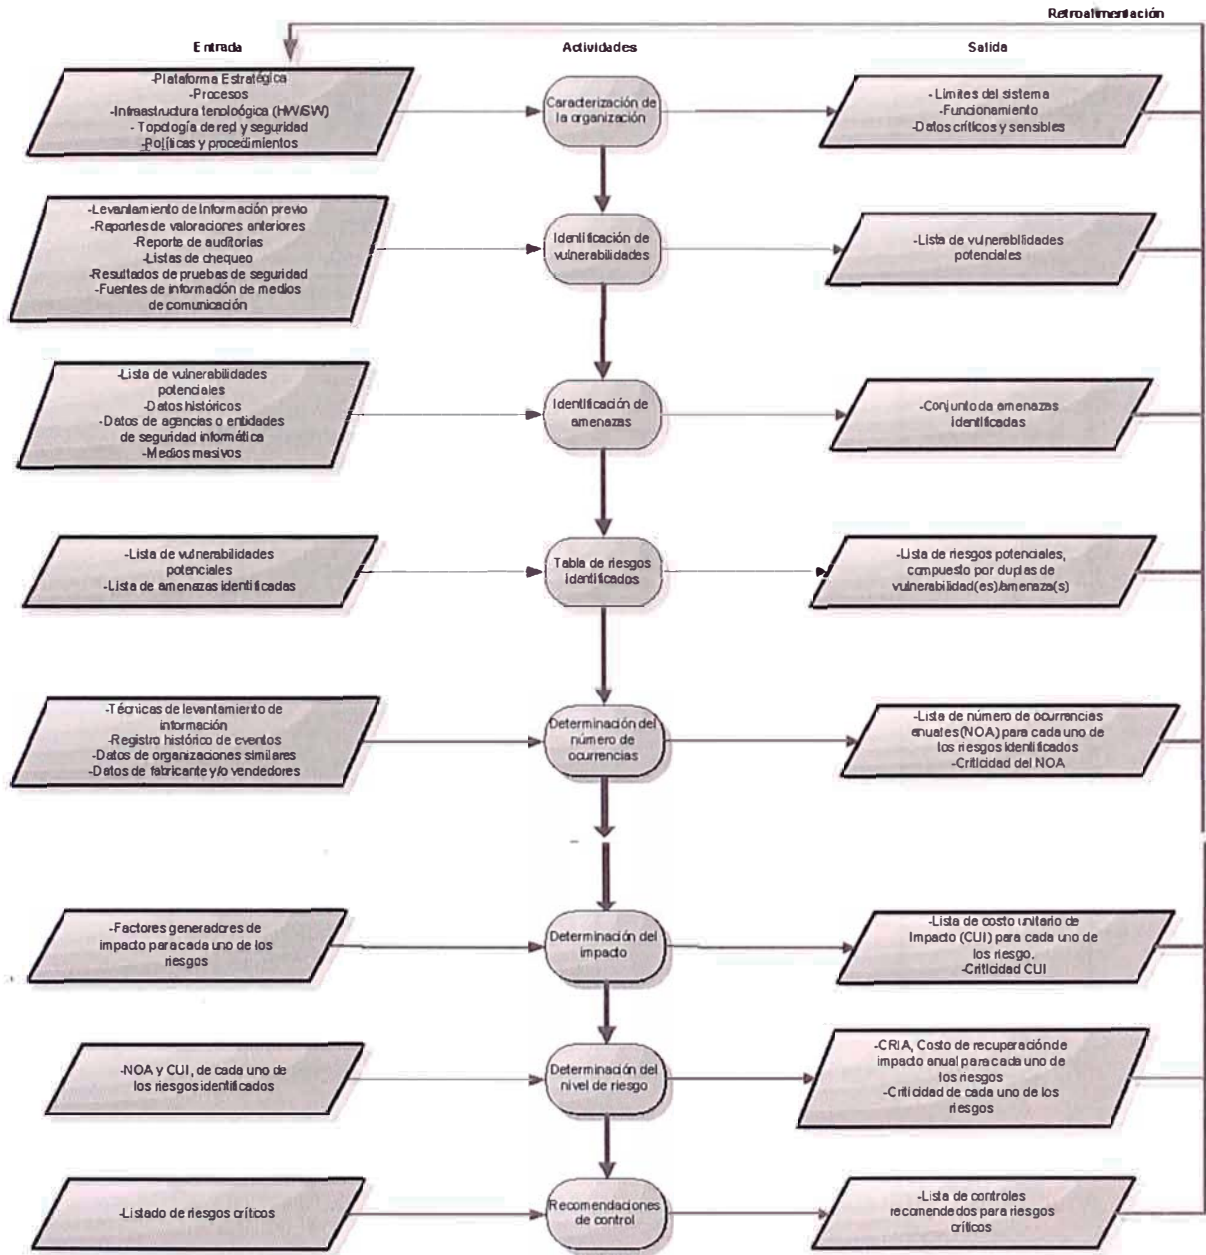 Retroalimentación
Entrada
Actividades
Salida
-Plataforma Estratégica
-Procesos
-Infraestructura tenológica (HW/SW)
- Topología de red y seguridad
-Políticas y procedimientos
Caracterización de
la organización
- Límites del sistema
- Funcionamiento
-Datos críticos y sensibles
-Levantamiento de Información previo
-Reportes de valoraciones anteriores
-Reporte de auditorias
-Listas de chequeo
-Resultados de pruebas de seguridad
-Fuentes de información de medios
de comunicación
Identificación de
vulnerabilidades
-Lista de vulnerabilidades
potenciales
-Lista de vulnerabilidades
potenciales
-Datos históricos
-Datos de agencias o entidades
de seguridad informática
-Medios masivos
Identificación de
amenazas
-Conjunto da amenazas
identificadas
-Lista de vulnerabilidades
potenciales
-Lista de amenazas identificadas
Tabla de riesgos
identificados
-Lista de riesgos potenciales,
compuesto por duplas de
vulnerabilidad(es)/amenaza(s)
-Técnicas de levantamiento de
información
-Registro histórico de eventos
-Datos de organizaciones similares
-Datos de fabricante y/o vendedores
Determinación del
número de
ocurrencias
-Lista de número de ocurrancias
anuales (NOA) para cada uno de
los riesgos identificados
-Criticidad del NOA
-Factores generadores de
impacto para cada uno de los
riesgos
Determinación del
impacto
-Lista de costo unitario de
Impacto (CUI) para cada uno de
los riesgo.
-Criticidad CUI
-NOA y CUI, de cada uno de
los riesgos identificados
Determinación del
nivel de riesgo
-CRIA, Costo de recuperación de
impacto anual para cada uno de
los riesgos
-Criticidad de cada uno de los
riesgos
-Listado de riesgos críticos
Recomendaciones
de control
-Lista de controles
recomendados para riesgos
críticos